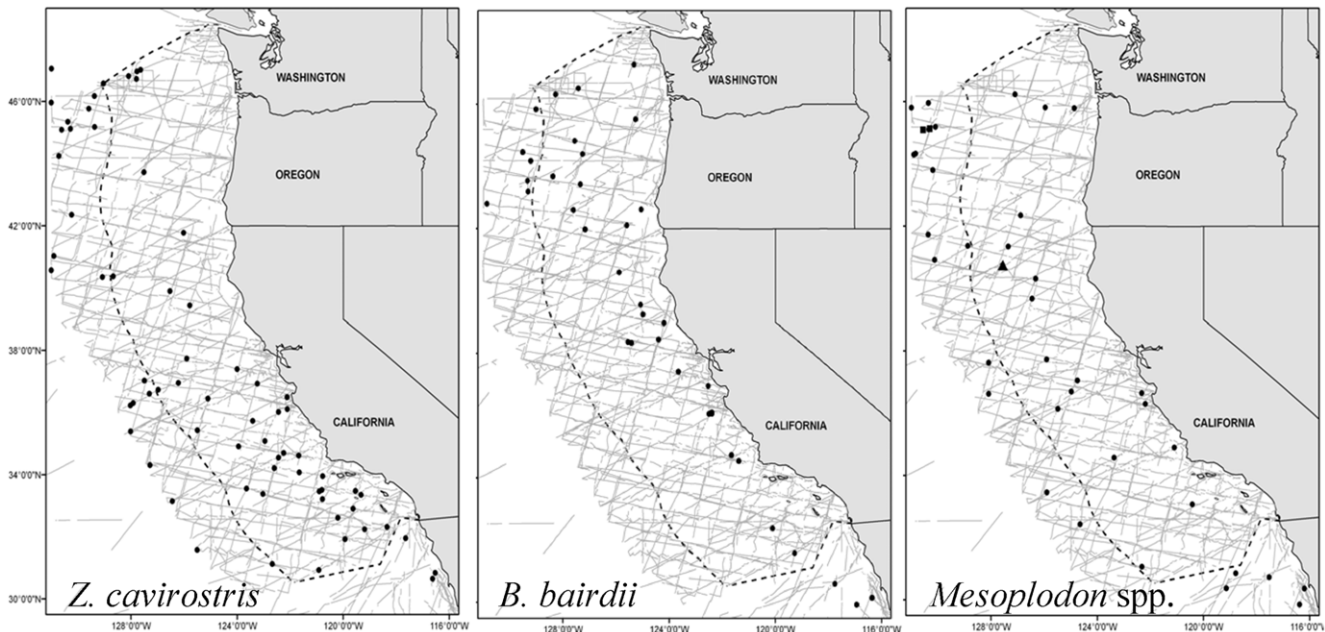 WASHINGTON
46°0'0"N
OREGON
42°0'0"N
38°0'0"N
CALIFORNIA
34°0'0"N
30°0'0"N
Z. cavirostris
128°0'0"W 124°0'0"W 120°0'0"W 116°0'0"W
WASHINGTON
OREGON
CALIFORNIA
B. bairdii
128°0'0"W 124°0'0"W 120°0'0"W 116°0'0"W
WASHINGTON
OREGON
CALIFORNIA
Mesoplodon spp.
128°0'0"W 124°0'0"W 120°0'0"W 116°0'0"W